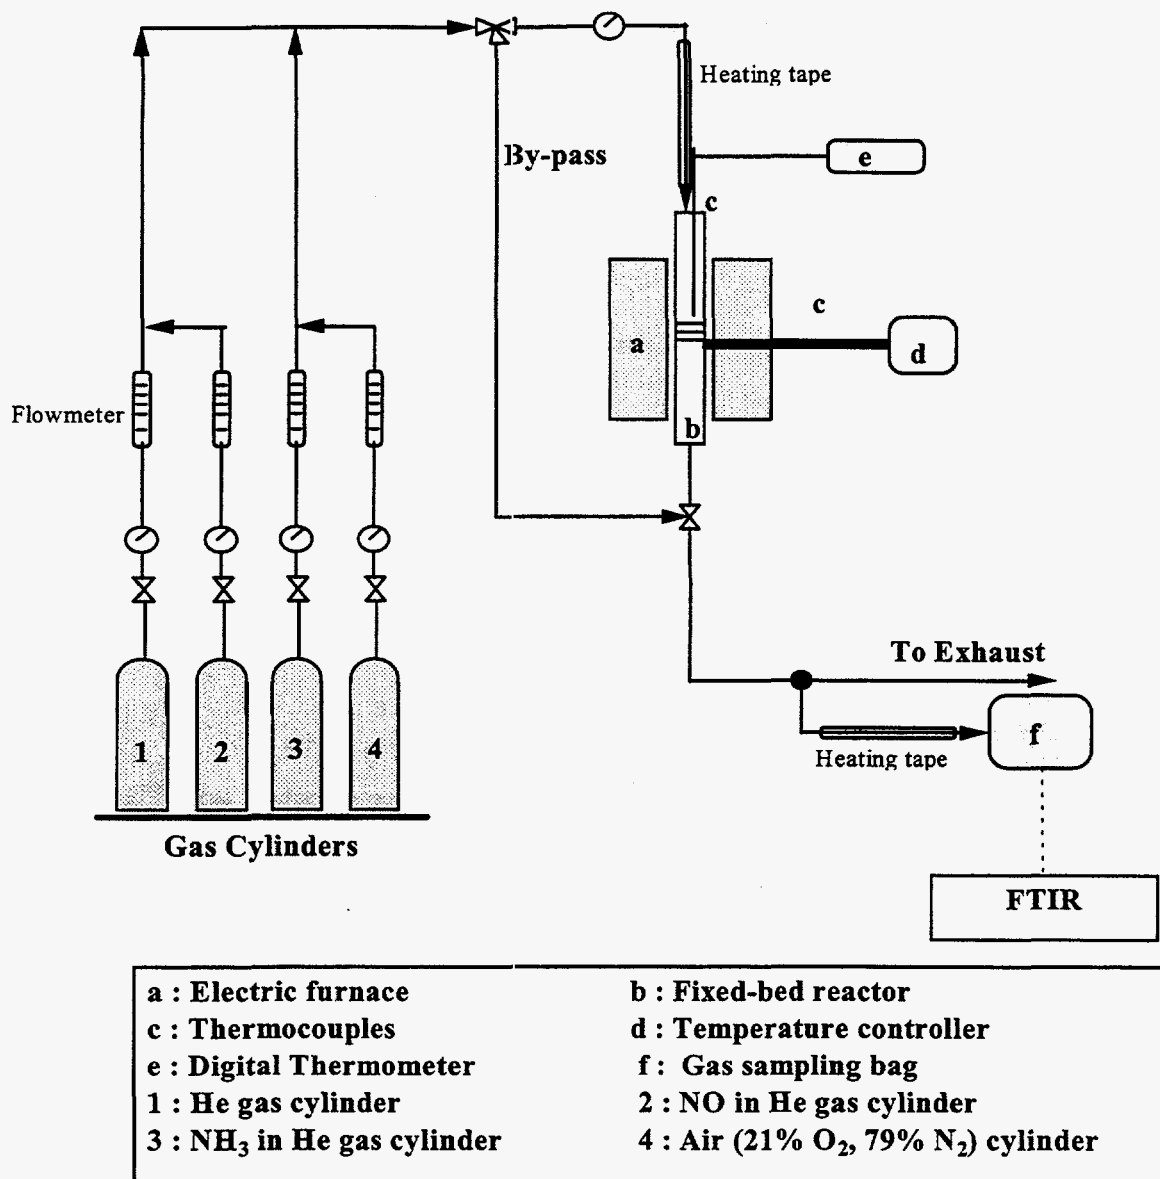 Heating tape
By-pass
e
c
c
a
d
Flowmeter
b
To Exhaust
f
1 2 3 4
Heating tape
Gas Cylinders
FTIR
a : Electric furnace
b : Fixed-bed reactor
c : Thermocouples
d : Temperature controller
e : Digital Thermometer
f : Gas sampling bag
1 : He gas cylinder
2 : NO in He gas cylinder
3 : NH₃ in He gas cylinder
4 : Air (21% O₂, 79% N₂) cylinder